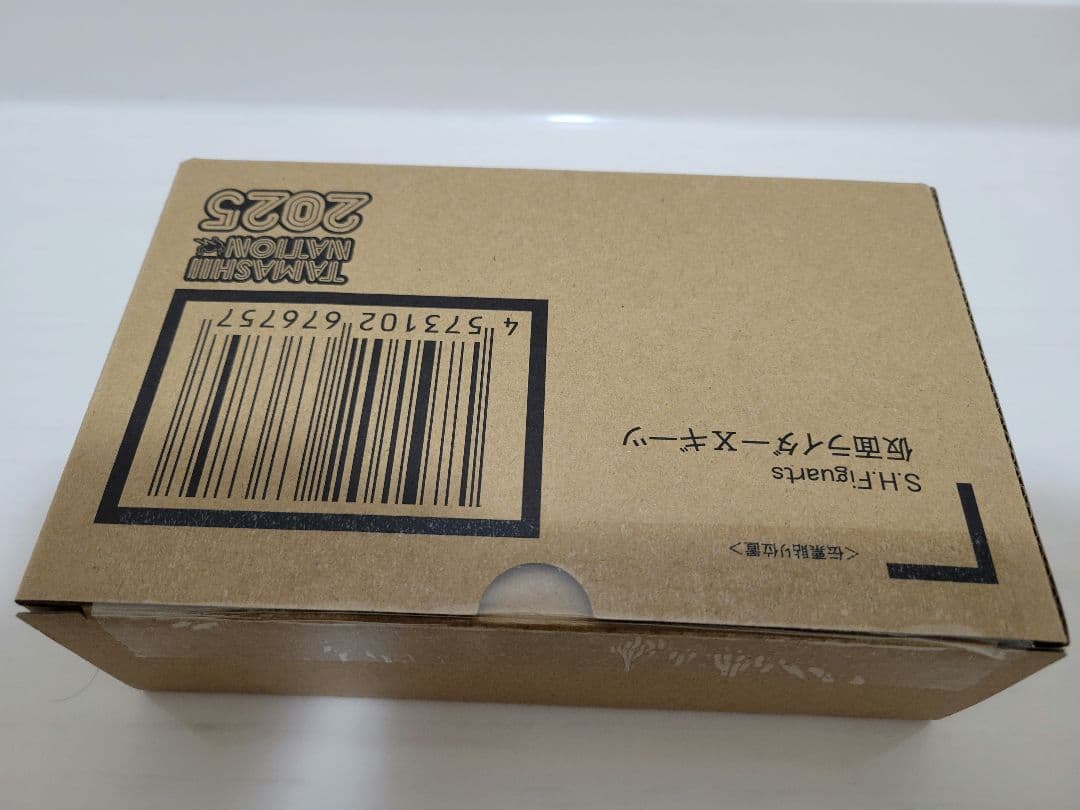 <伝票貼り位置>
S.H.Figuarts
仮面ライダーXギーツ
4 573102 676757
TAMASHII
NATION
2025